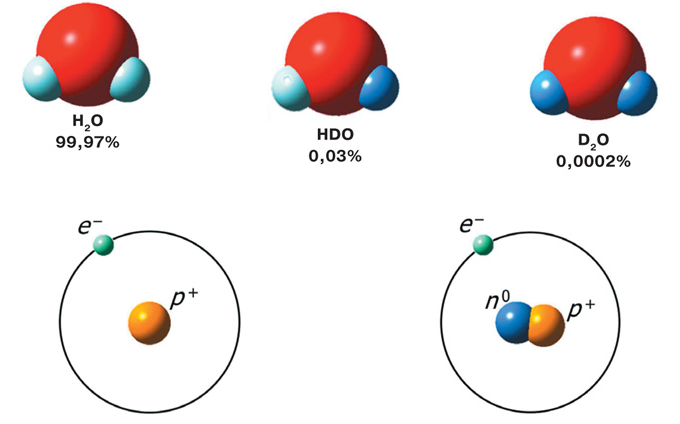 H₂O
99,97%
HDO
0,03%
D₂O
0,0002%
e⁻
p⁺
e⁻
n⁰
p⁺